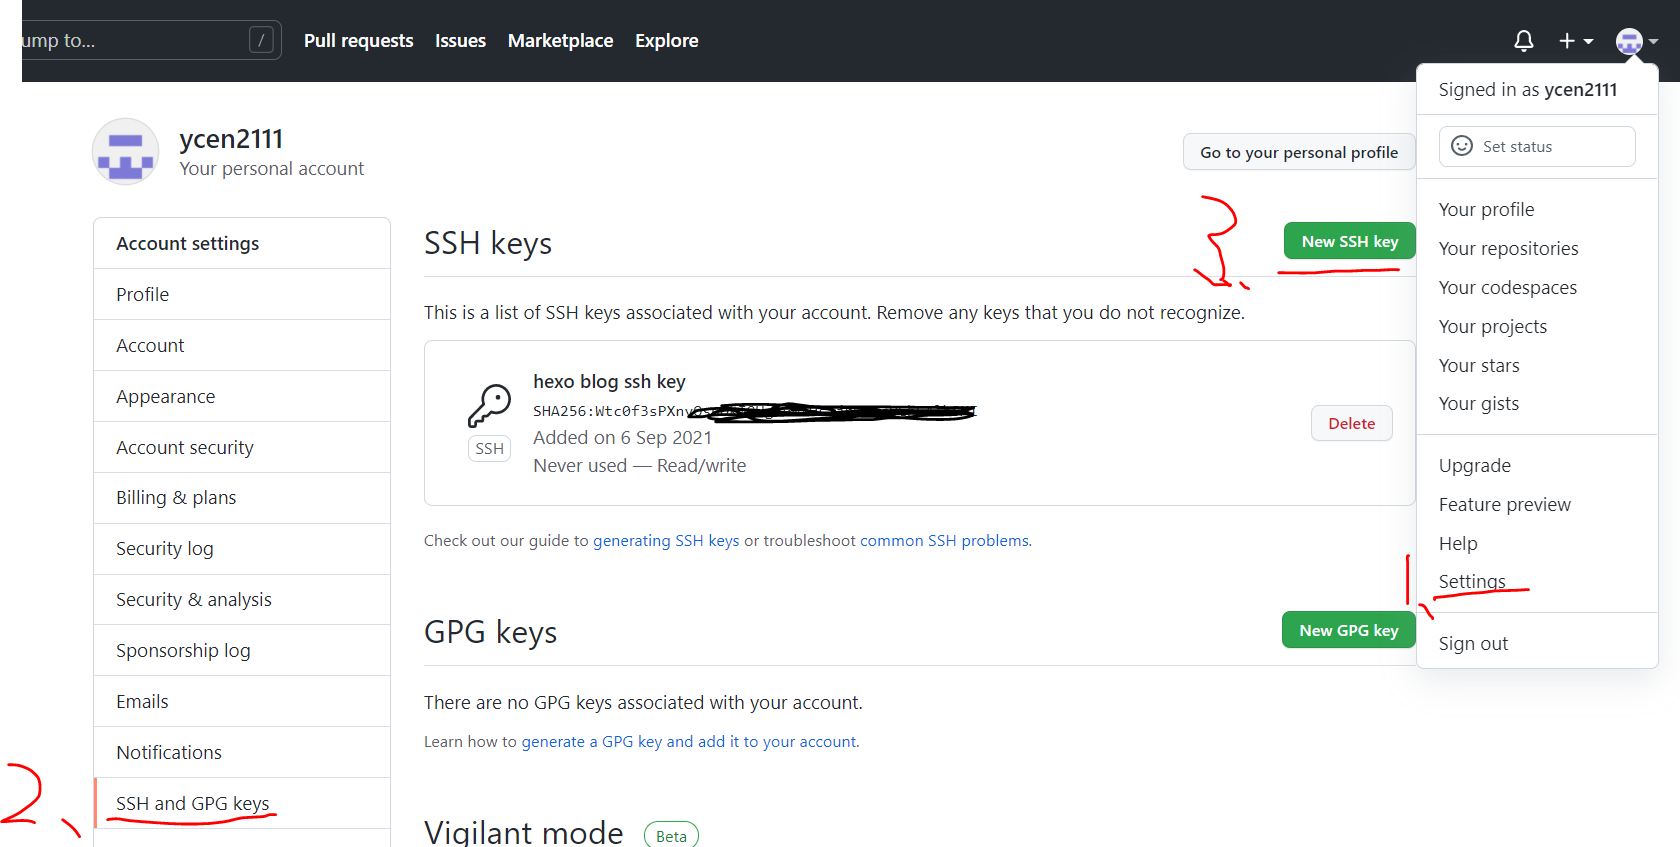 ump to... /
Pull requests Issues Marketplace Explore
Signed in as ycen2111
Set status
Your profile
Your repositories
Your codespaces
Your projects
Your stars
Your gists
Upgrade
Feature preview
Help
1、
Settings
Sign out
ycen2111
Your personal account
Go to your personal profile
Account settings
Profile
Account
Appearance
Account security
Billing & plans
Security log
Security & analysis
Sponsorship log
Emails
Notifications
2、
SSH and GPG keys
SSH keys
3、
New SSH key
This is a list of SSH keys associated with your account. Remove any keys that you do not recognize.
hexo blog ssh key
SHA256:Wtc0f3sPXnv
Added on 6 Sep 2021
Never used — Read/write
SSH
Delete
Check out our guide to generating SSH keys or troubleshoot common SSH problems.
GPG keys
New GPG key
There are no GPG keys associated with your account.
Learn how to generate a GPG key and add it to your account.
Vigilant mode Beta